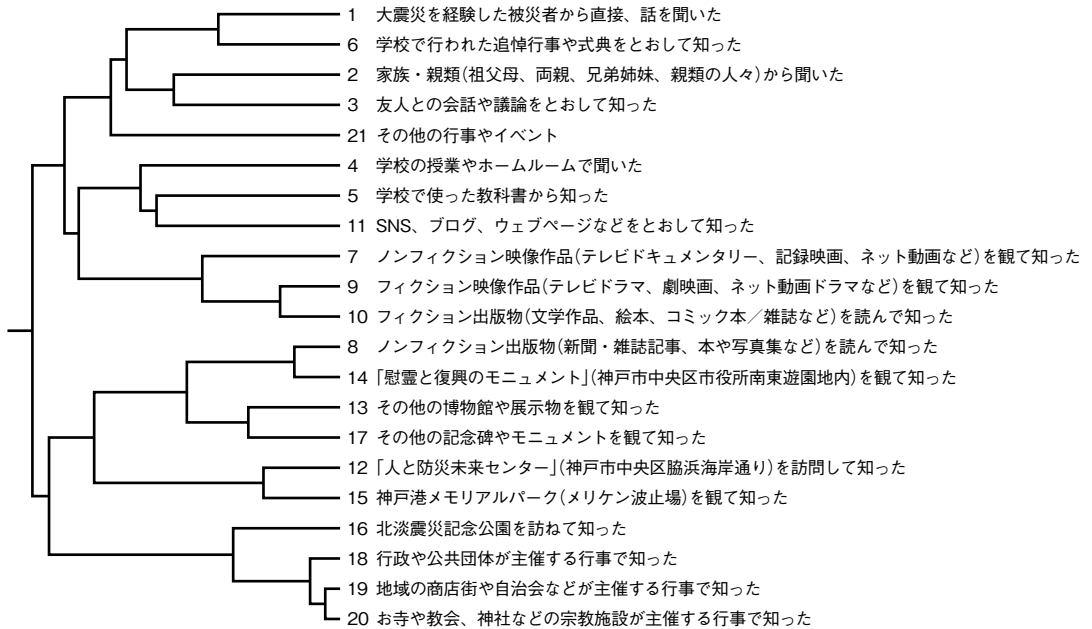 1 大震災を経験した被災者から直接、話を聞いた
6 学校で行われた追悼行事や式典をとおして知った
2 家族・親類(祖父母、両親、兄弟姉妹、親類の人々)から聞いた
3 友人との会話や議論をとおして知った
21 その他の行事やイベント
4 学校の授業やホームルームで聞いた
5 学校で使った教科書から知った
11 SNS、ブログ、ウェブページなどをとおして知った
7 ノンフィクション映像作品(テレビドキュメンタリー、記録映画、ネット動画など)を観て知った
9 フィクション映像作品(テレビドラマ、劇映画、ネット動画ドラマなど)を観て知った
10 フィクション出版物(文学作品、絵本、コミック本/雑誌など)を読んで知った
8 ノンフィクション出版物(新聞・雑誌記事、本や写真集など)を読んで知った
14 「慰霊と復興のモニュメント」(神戸市中央区市役所南東遊園地内)を観て知った
13 その他の博物館や展示物を観て知った
17 その他の記念碑やモニュメントを観て知った
12 「人と防災未来センター」(神戸市中央区脇浜海岸通り)を訪問して知った
15 神戸港メモリアルパーク(メリケン波止場)を観て知った
16 北淡震災記念公園を訪ねて知った
18 行政や公共団体が主催する行事で知った
19 地域の商店街や自治会などが主催する行事で知った
20 お寺や教会、神社などの宗教施設が主催する行事で知った